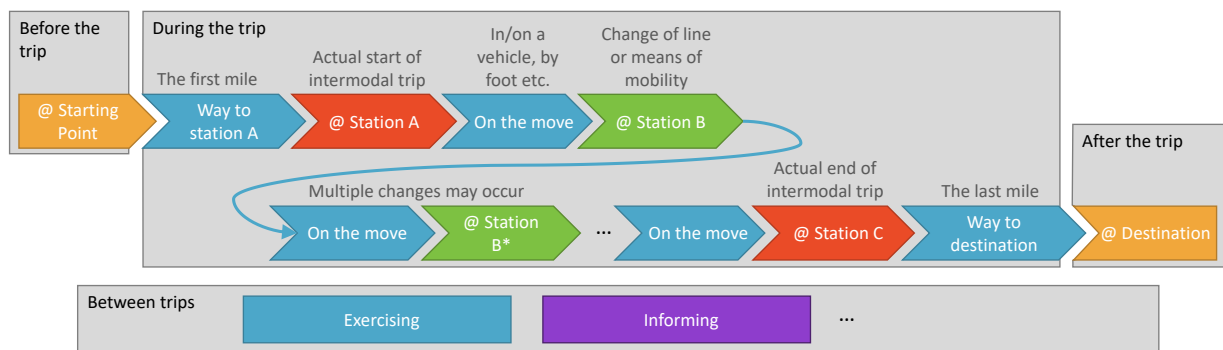 Before the
trip
During the trip
The first mile
Actual start of
intermodal trip
In/on a
vehicle, by
foot etc.
Change of line
or means of
mobility
@ Starting
Point
Way to
station A
@ Station A
On the move
@ Station B
After the trip
Multiple changes may occur
Actual end of
intermodal trip
The last mile
On the move
@ Station
B*
...
On the move
@ Station C
Way to
destination
@ Destination
Between trips
Exercising
Informing
...